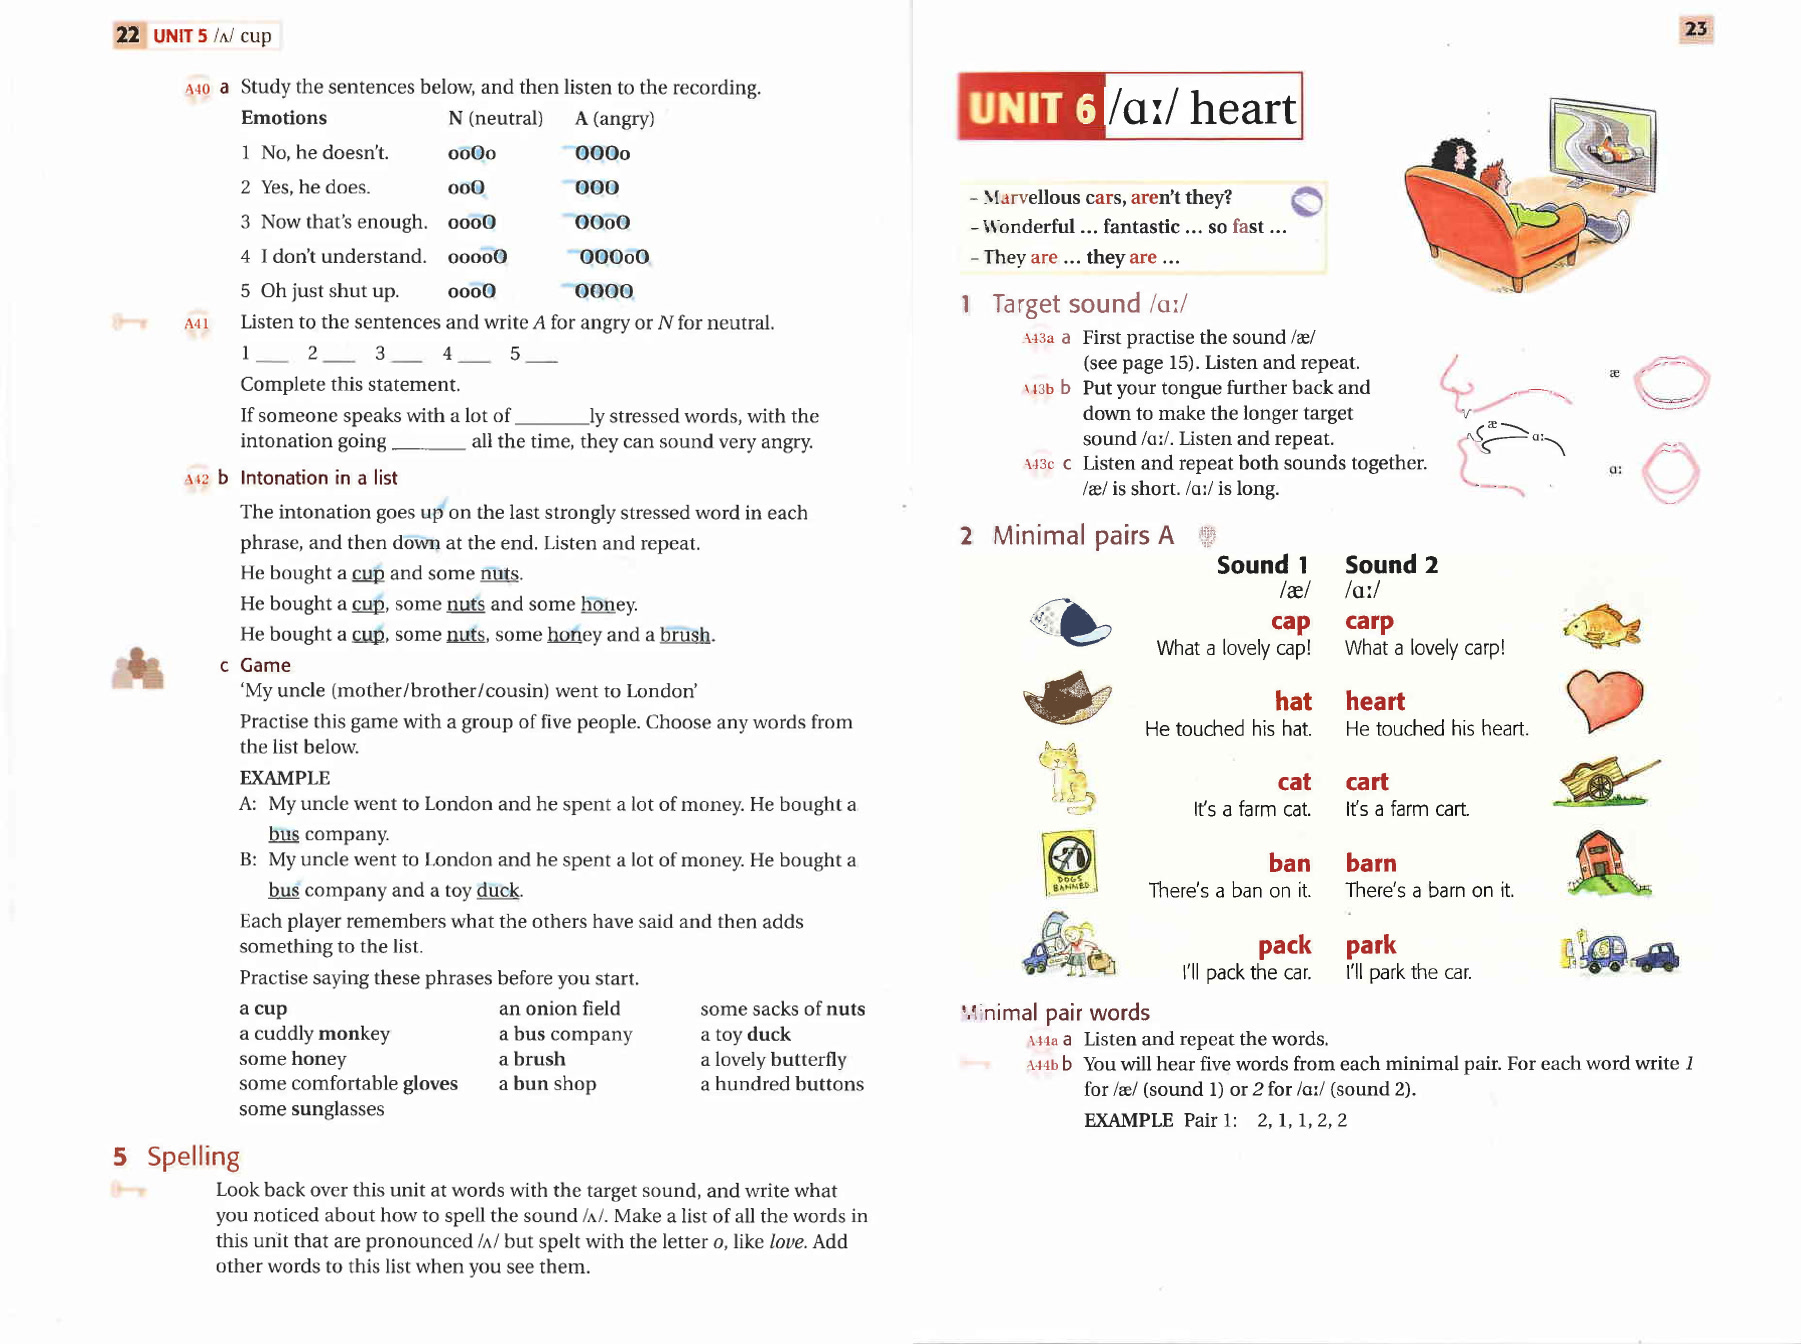 22 UNIT 5 /ʌ/ cup
A40 a Study the sentences below, and then listen to the recording.
Emotions N (neutral) A (angry)
1 No, he doesn't. ooOo OOOo
2 Yes, he does. ooO OOO
3 Now that's enough. oooO OOoO
4 I don't understand. ooooO OOOoO
5 Oh just shut up. oooO OOOO
A41 Listen to the sentences and write A for angry or N for neutral.
1 ___ 2 ___ 3 ___ 4 ___ 5 ___
Complete this statement.
If someone speaks with a lot of _______ly stressed words, with the
intonation going _______ all the time, they can sound very angry.
A42 b Intonation in a list
The intonation goes up on the last strongly stressed word in each
phrase, and then down at the end. Listen and repeat.
He bought a cup and some nuts.
He bought a cup, some nuts and some honey.
He bought a cup, some nuts, some honey and a brush.
c Game
'My uncle (mother/brother/cousin) went to London'
Practise this game with a group of five people. Choose any words from
the list below.
EXAMPLE
A: My uncle went to London and he spent a lot of money. He bought a
bus company.
B: My uncle went to London and he spent a lot of money. He bought a
bus company and a toy duck.
Each player remembers what the others have said and then adds
something to the list.
Practise saying these phrases before you start.
a cup an onion field some sacks of nuts
a cuddly monkey a bus company a toy duck
some honey a brush a lovely butterfly
some comfortable gloves a bun shop a hundred buttons
some sunglasses
5 Spelling
Look back over this unit at words with the target sound, and write what
you noticed about how to spell the sound /ʌ/. Make a list of all the words in
this unit that are pronounced /ʌ/ but spelt with the letter o, like love. Add
other words to this list when you see them.
23
UNIT 6 /ɑː/ heart
– Marvellous cars, aren't they?
– Wonderful ... fantastic ... so fast ...
– They are ... they are ...
1 Target sound /ɑː/
A43a a First practise the sound /æ/
(see page 15). Listen and repeat.
A43b b Put your tongue further back and
down to make the longer target
sound /ɑː/. Listen and repeat.
A43c c Listen and repeat both sounds together.
/æ/ is short. /ɑː/ is long.
æ
æ
ɑː
ɑː
2 Minimal pairs A
Sound 1 Sound 2
/æ/ /ɑː/
cap carp
What a lovely cap! What a lovely carp!
hat heart
He touched his hat. He touched his heart.
cat cart
It's a farm cat. It's a farm cart.
DOGS
BANNED
ban barn
There's a ban on it. There's a barn on it.
pack park
I'll pack the car. I'll park the car.
Minimal pair words
A44a a Listen and repeat the words.
A44b b You will hear five words from each minimal pair. For each word write 1
for /æ/ (sound 1) or 2 for /ɑː/ (sound 2).
EXAMPLE Pair 1: 2, 1, 1, 2, 2